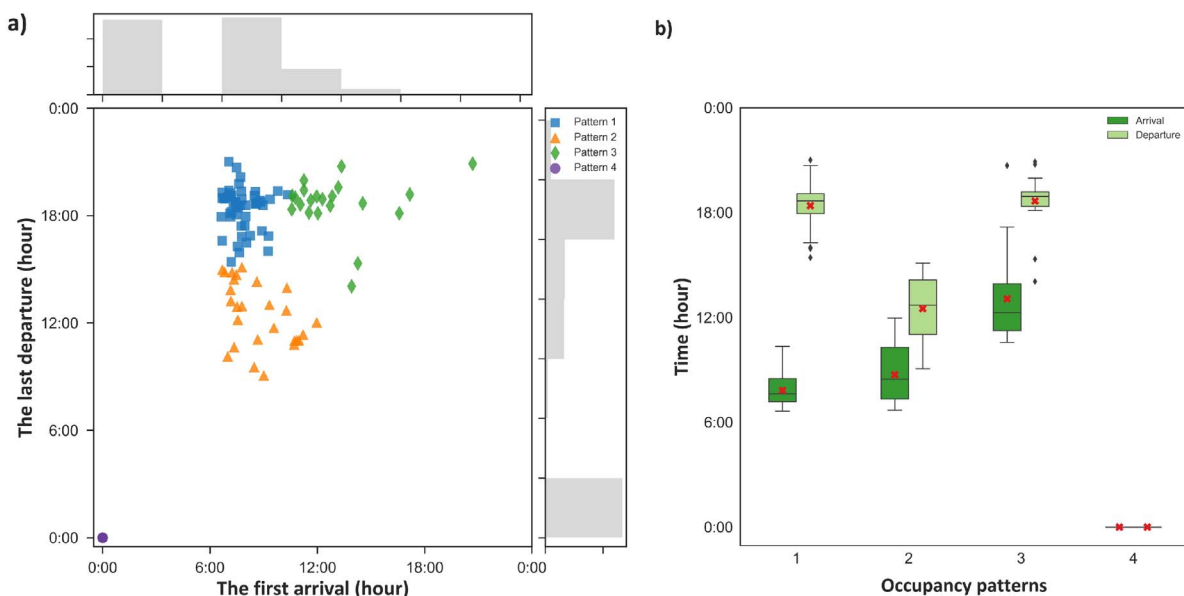 a)
The last departure (hour)
0:00
18:00
12:00
6:00
0:00
0:00
6:00
12:00
18:00
0:00
The first arrival (hour)
Pattern 1
Pattern 2
Pattern 3
Pattern 4
b)
Time (hour)
0:00
18:00
12:00
6:00
0:00
Arrival
Departure
1
2
3
4
Occupancy patterns